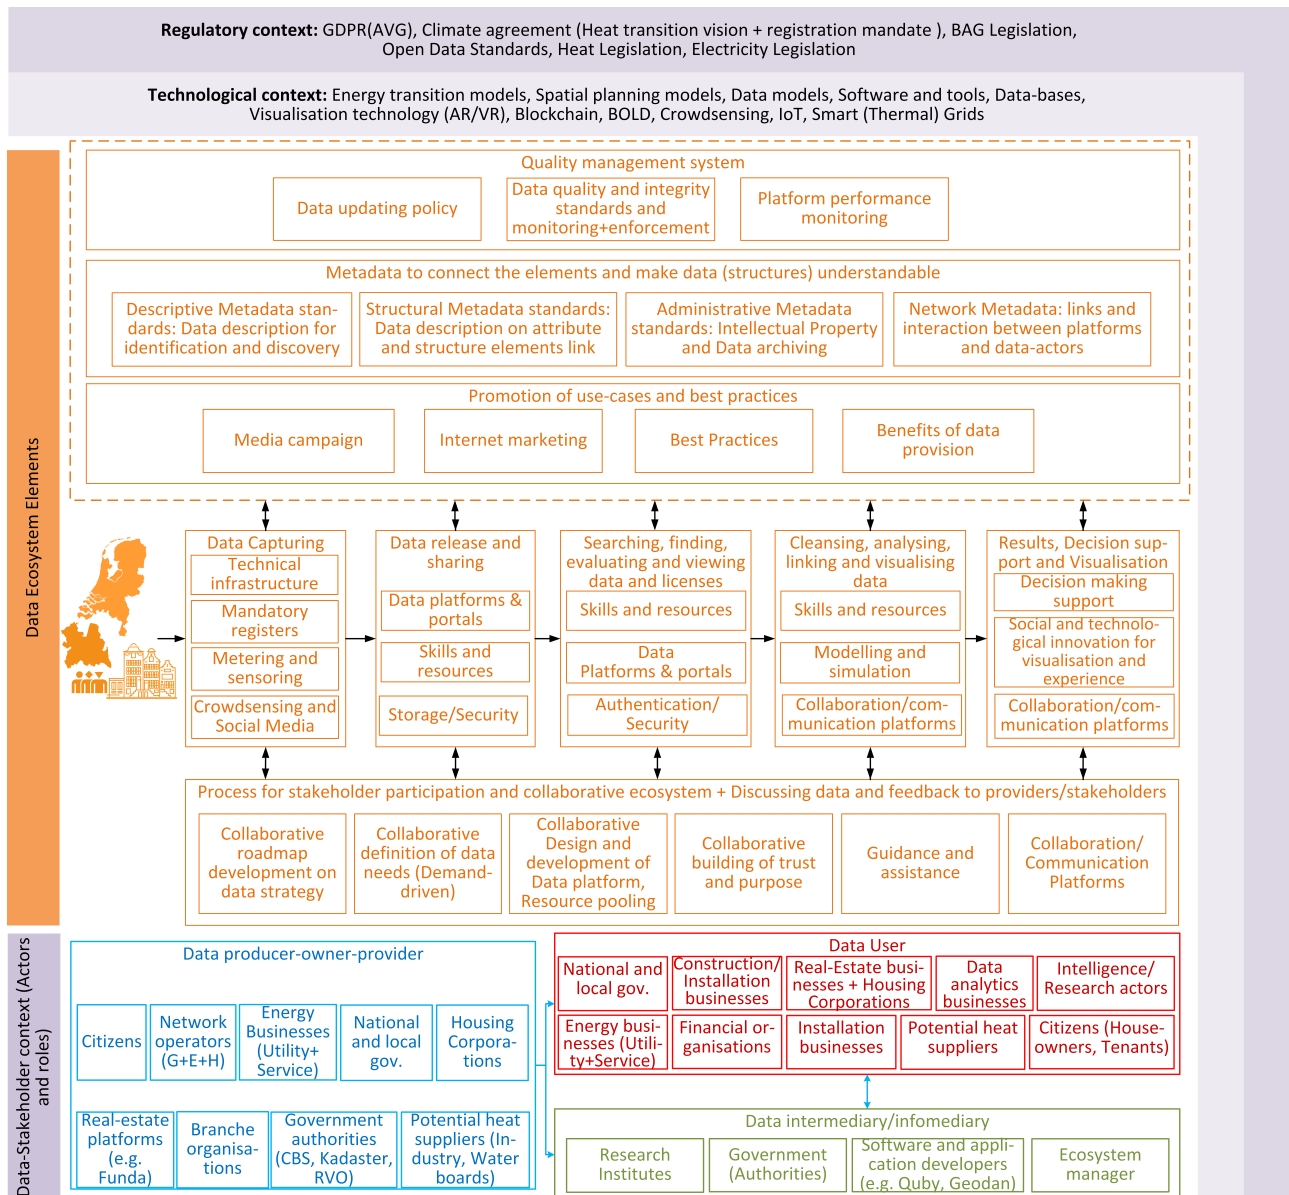 Regulatory context: GDPR(AVG), Climate agreement (Heat transition vision + registration mandate ), BAG Legislation,
Open Data Standards, Heat Legislation, Electricity Legislation
Technological context: Energy transition models, Spatial planning models, Data models, Software and tools, Data-bases,
Visualisation technology (AR/VR), Blockchain, BOLD, Crowdsensing, IoT, Smart (Thermal) Grids
Data Ecosystem Elements
Quality management system
Data updating policy
Data quality and integrity
standards and
monitoring+enforcement
Platform performance
monitoring
Metadata to connect the elements and make data (structures) understandable
Descriptive Metadata stan-
dards: Data description for
identification and discovery
Structural Metadata standards:
Data description on attribute
and structure elements link
Administrative Metadata
standards: Intellectual Property
and Data archiving
Network Metadata: links and
interaction between platforms
and data-actors
Promotion of use-cases and best practices
Media campaign
Internet marketing
Best Practices
Benefits of data
provision
Data Capturing
Technical
infrastructure
Mandatory
registers
Metering and
sensoring
Crowdsensing and
Social Media
Data release and
sharing
Data platforms &
portals
Skills and
resources
Storage/Security
Searching, finding,
evaluating and viewing
data and licenses
Skills and resources
Data
Platforms & portals
Authentication/
Security
Cleansing, analysing,
linking and visualising
data
Skills and resources
Modelling and
simulation
Collaboration/com-
munication platforms
Results, Decision sup-
port and Visualisation
Decision making
support
Social and technolo-
gical innovation for
visualisation and
experience
Collaboration/com-
munication platforms
Process for stakeholder participation and collaborative ecosystem + Discussing data and feedback to providers/stakeholders
Collaborative
roadmap
development on
data strategy
Collaborative
definition of data
needs (Demand-
driven)
Collaborative
Design and
development of
Data platform,
Resource pooling
Collaborative
building of trust
and purpose
Guidance and
assistance
Collaboration/
Communication
Platforms
Data-Stakeholder context (Actors
and roles)
Data producer-owner-provider
Citizens
Network
operators
(G+E+H)
Energy
Businesses
(Utility+
Service)
National
and local
gov.
Housing
Corpora-
tions
Real-estate
platforms
(e.g.
Funda)
Branche
organisa-
tions
Government
authorities
(CBS, Kadaster,
RVO)
Potential heat
suppliers (In-
dustry, Water
boards)
Data User
National and
local gov.
Construction/
Installation
businesses
Real-Estate busi-
nesses + Housing
Corporations
Data
analytics
businesses
Intelligence/
Research actors
Energy busi-
nesses (Utili-
ty+Service)
Financial or-
ganisations
Installation
businesses
Potential heat
suppliers
Citizens (House-
owners, Tenants)
Data intermediary/infomediary
Research
Institutes
Government
(Authorities)
Software and appli-
cation developers
(e.g. Quby, Geodan)
Ecosystem
manager